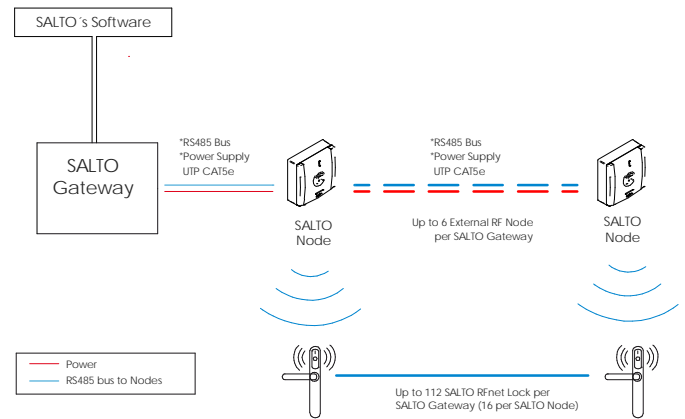 SALTO´s Software
SALTO
Gateway
*RS485 Bus
*Power Supply
UTP CAT5e
SALTO
Node
*RS485 Bus
*Power Supply
UTP CAT5e
Up to 6 External RF Node
per SALTO Gateway
SALTO
Node
Power
RS485 bus to Nodes
Up to 112 SALTO RFnet Lock per
SALTO Gateway (16 per SALTO Node)